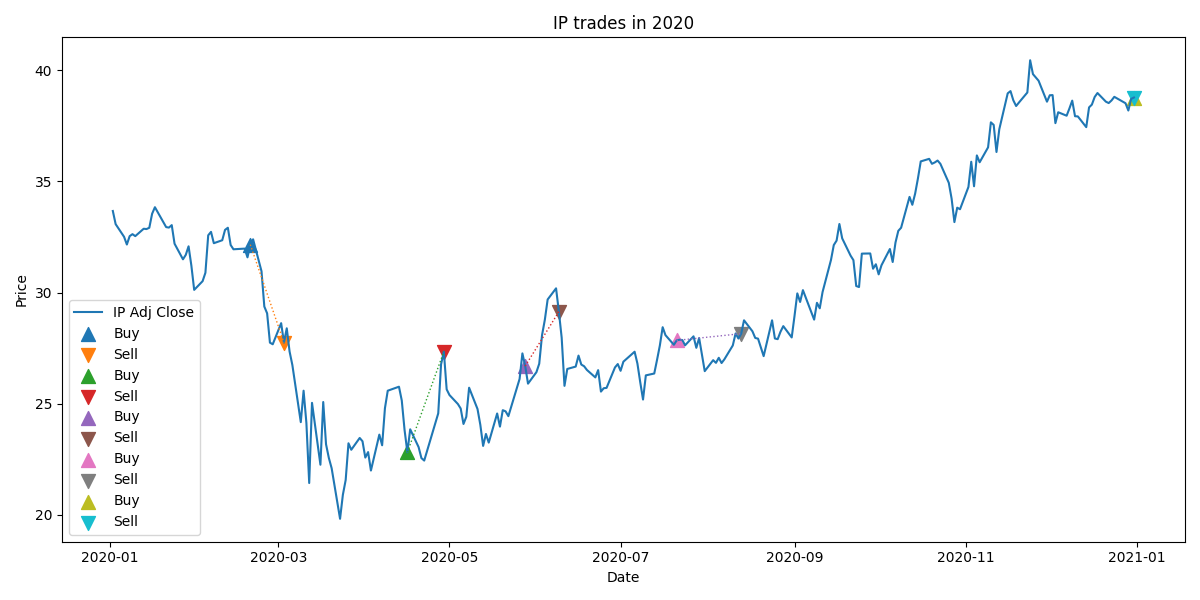 IP trades in 2020
Price
40
35
30
25
20
IP Adj Close
Buy
Sell
Buy
Sell
Buy
Sell
Buy
Sell
Buy
Sell
2020-01
2020-03
2020-05
2020-07
2020-09
2020-11
2021-01
Date